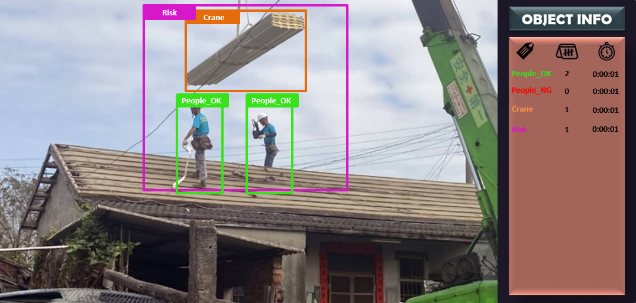 Risk
Crane
People_OK
People_OK
OBJECT INFO
People_OK 2 0:00:01
People_NG 0 0:00:01
Crane 1 0:00:01
Risk 1 0:00:01